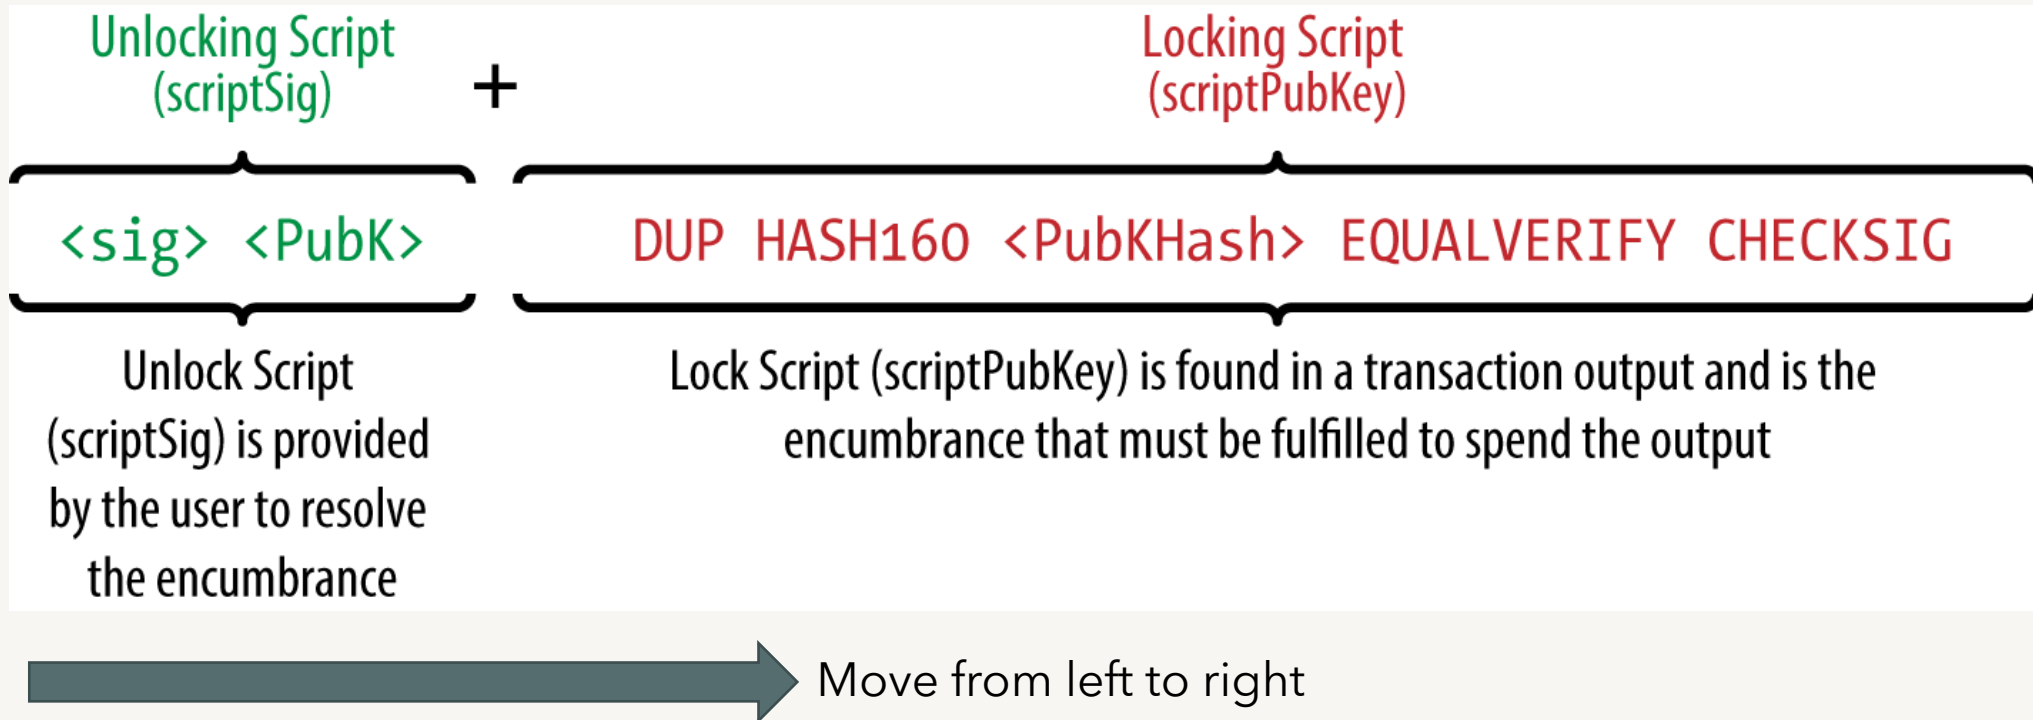 Unlocking Script
(scriptSig)
+
Locking Script
(scriptPubKey)
<sig> <PubK>
DUP HASH160 <PubKHash> EQUALVERIFY CHECKSIG
Unlock Script
(scriptSig) is provided
by the user to resolve
the encumbrance
Lock Script (scriptPubKey) is found in a transaction output and is the
encumbrance that must be fulfilled to spend the output
Move from left to right